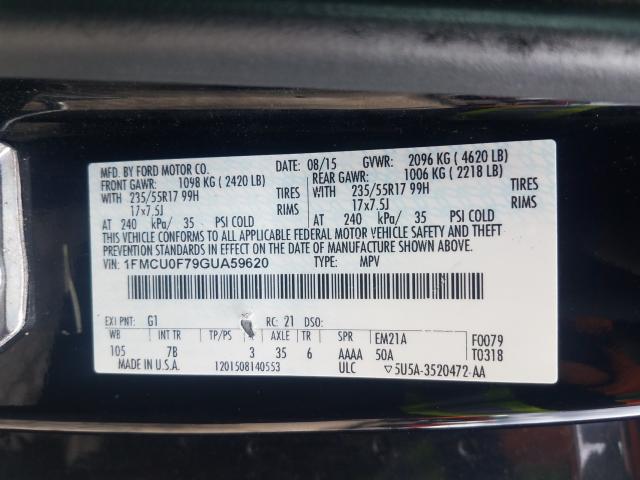 MFD. BY FORD MOTOR CO.
DATE: 08/15 GVWR: 2096 KG ( 4620 LB)
FRONT GAWR: 1098 KG ( 2420 LB)
REAR GAWR: 1006 KG ( 2218 LB)
WITH 235/55R17 99H TIRES
WITH 235/55R17 99H TIRES
17x7.5J RIMS
17x7.5J RIMS
AT 240 kPa/ 35 PSI COLD
AT 240 kPa/ 35 PSI COLD
THIS VEHICLE CONFORMS TO ALL APPLICABLE FEDERAL MOTOR VEHICLE SAFETY AND THEFT
PREVENTION STANDARDS IN EFFECT ON THE DATE OF MANUFACTURE SHOWN ABOVE.
VIN: 1FMCU0F79GUA59620 TYPE: MPV
EXT PNT: G1 RC: 21 DSO:
WB INT TR TP/PS AXLE TR SPR EM21A F0079
105 7B 3 35 6 AAAA 50A T0318
MADE IN U.S.A. 1201508140553 ULC ▽5U5A-3520472-AA